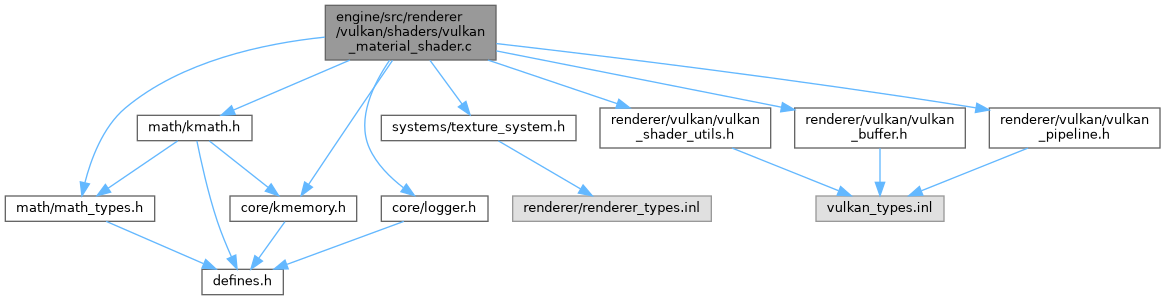 engine/src/renderer
/vulkan/shaders/vulkan
_material_shader.c
math/kmath.h
systems/texture_system.h
renderer/vulkan/vulkan
_shader_utils.h
renderer/vulkan/vulkan
_buffer.h
renderer/vulkan/vulkan
_pipeline.h
math/math_types.h
core/kmemory.h
core/logger.h
renderer/renderer_types.inl
vulkan_types.inl
defines.h